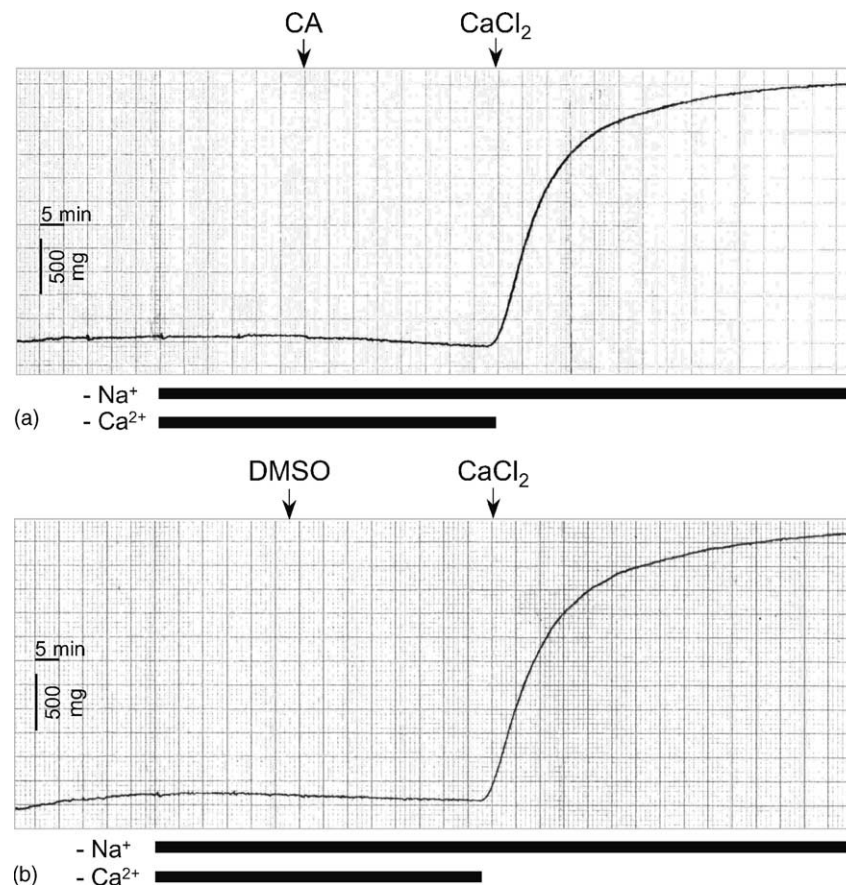 CA CaCl₂
5 min
500
mg
- Na⁺
(a) - Ca²⁺
DMSO CaCl₂
5 min
500
mg
- Na⁺
(b) - Ca²⁺